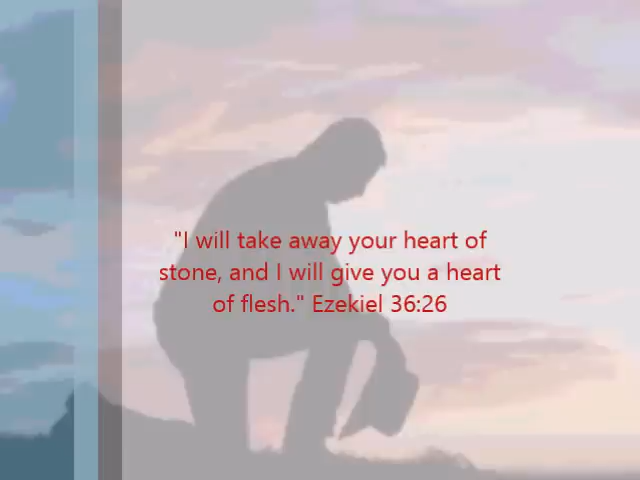 "I will take away your heart of
stone, and I will give you a heart
of flesh." Ezekiel 36:26